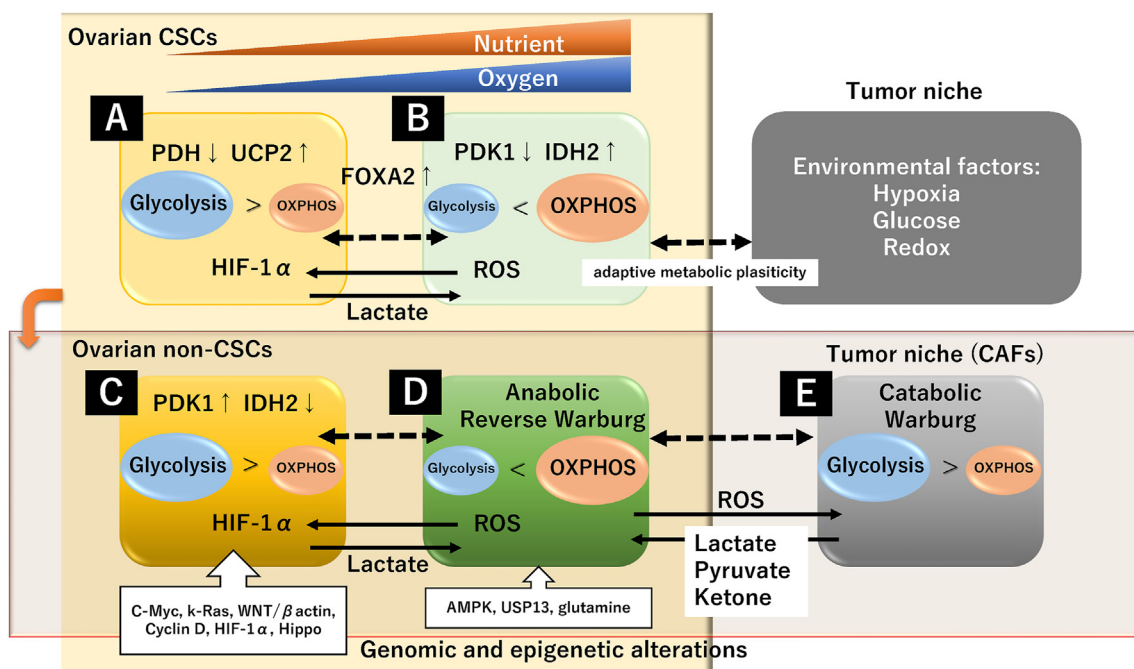 Ovarian CSCs
Nutrient
Oxygen
Tumor niche
A
PDH ↓ UCP2 ↑
Glycolysis > OXPHOS
HIF-1α
FOXA2 ↑
B
PDK1 ↓ IDH2 ↑
Glycolysis < OXPHOS
ROS
Lactate
adaptive metabolic plasiticity
Environmental factors:
Hypoxia
Glucose
Redox
Ovarian non-CSCs
Tumor niche (CAFs)
C
PDK1 ↑ IDH2 ↓
Glycolysis > OXPHOS
HIF-1α
D
Anabolic
Reverse Warburg
Glycolysis < OXPHOS
ROS
Lactate
E
Catabolic
Warburg
Glycolysis > OXPHOS
ROS
Lactate
Pyruvate
Ketone
C-Myc, k-Ras, WNT/β actin,
Cyclin D, HIF-1α, Hippo
AMPK, USP13, glutamine
Genomic and epigenetic alterations